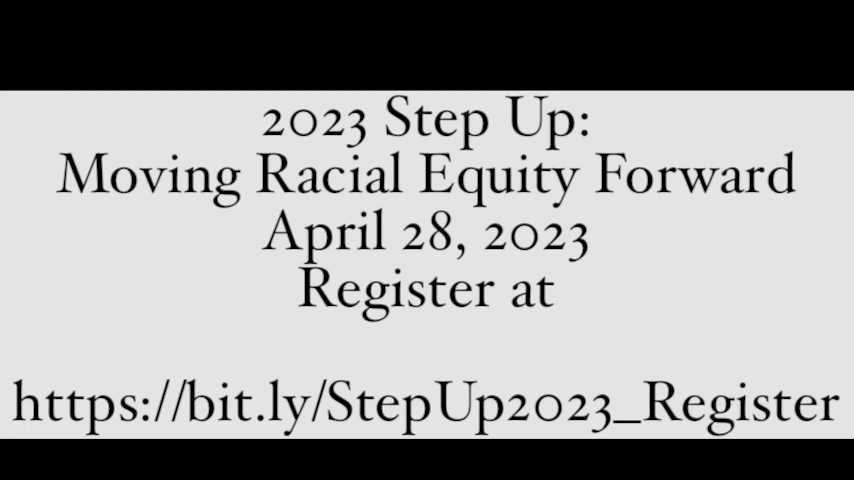 2023 Step Up:
Moving Racial Equity Forward
April 28, 2023
Register at
https://bit.ly/StepUp2023_Register